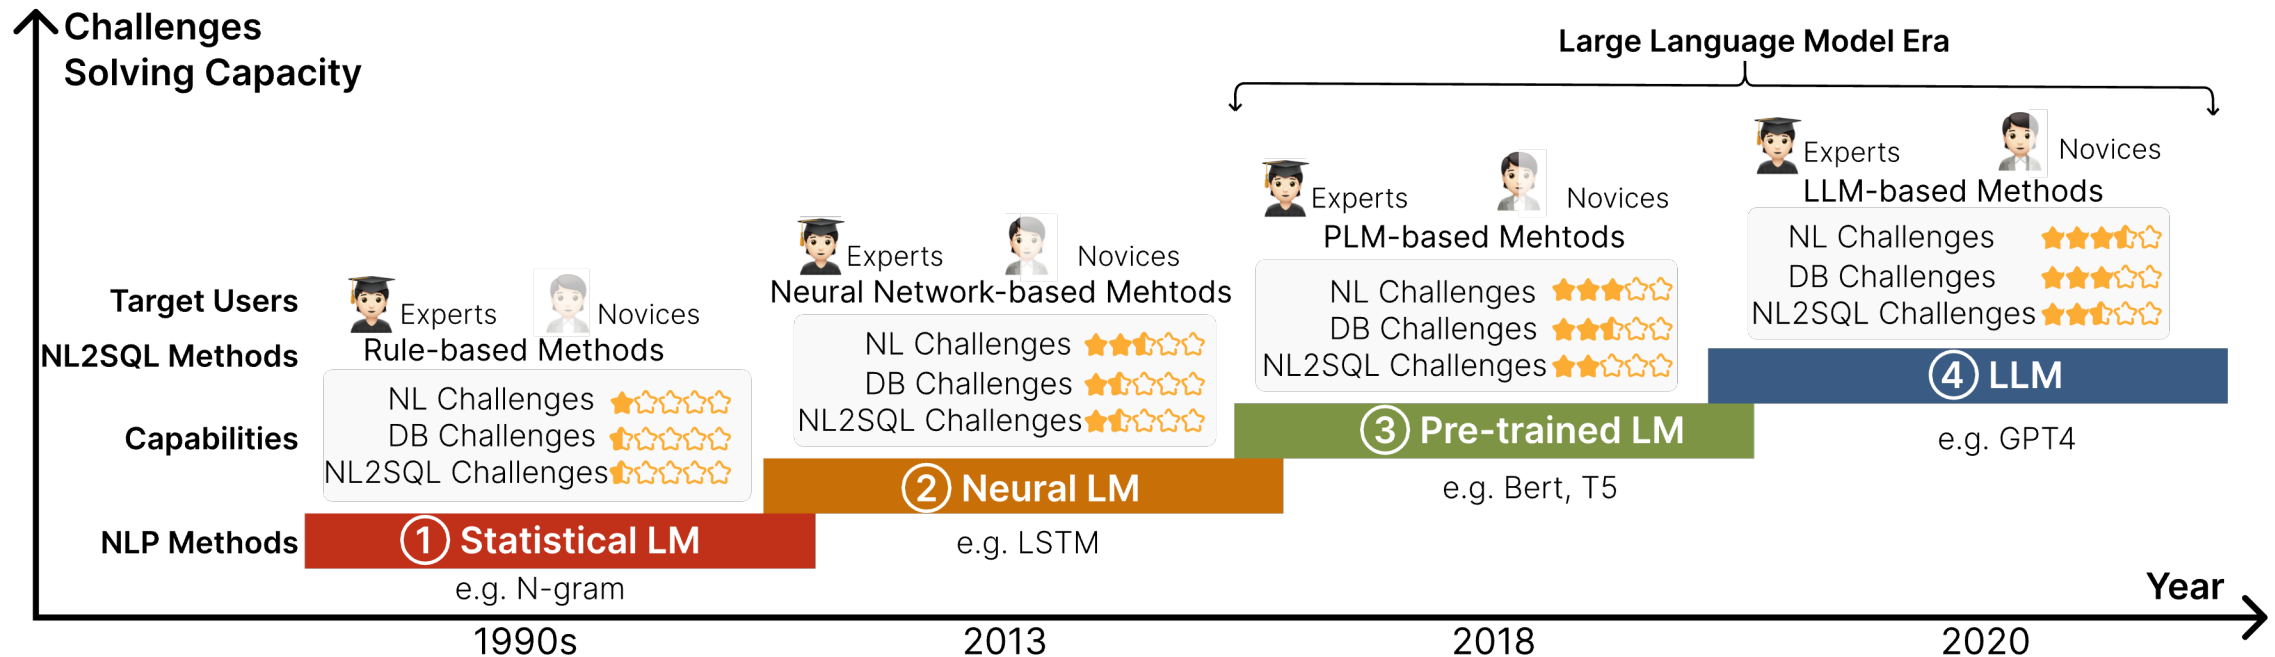 Challenges
Solving Capacity
Large Language Model Era
Target Users
NL2SQL Methods
Capabilities
NLP Methods
Experts
Novices
Rule-based Methods
NL Challenges
DB Challenges
NL2SQL Challenges
① Statistical LM
e.g. N-gram
Experts
Novices
Neural Network-based Mehtods
NL Challenges
DB Challenges
NL2SQL Challenges
② Neural LM
e.g. LSTM
Experts
Novices
PLM-based Mehtods
NL Challenges
DB Challenges
NL2SQL Challenges
③ Pre-trained LM
e.g. Bert, T5
Experts
Novices
LLM-based Methods
NL Challenges
DB Challenges
NL2SQL Challenges
④ LLM
e.g. GPT4
Year
1990s
2013
2018
2020